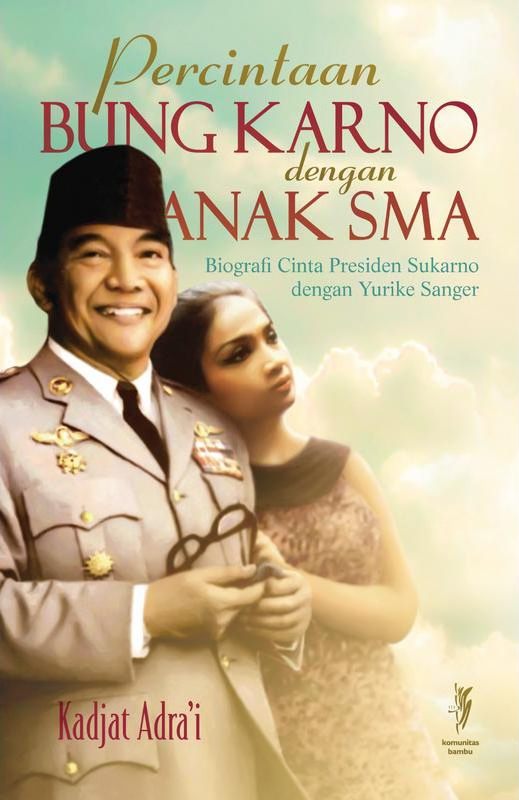 Percintaan
BUNG KARNO
dengan
ANAK SMA
Biografi Cinta Presiden Sukarno
dengan Yurike Sanger
Kadjat Adra'i
komunitas
bambu